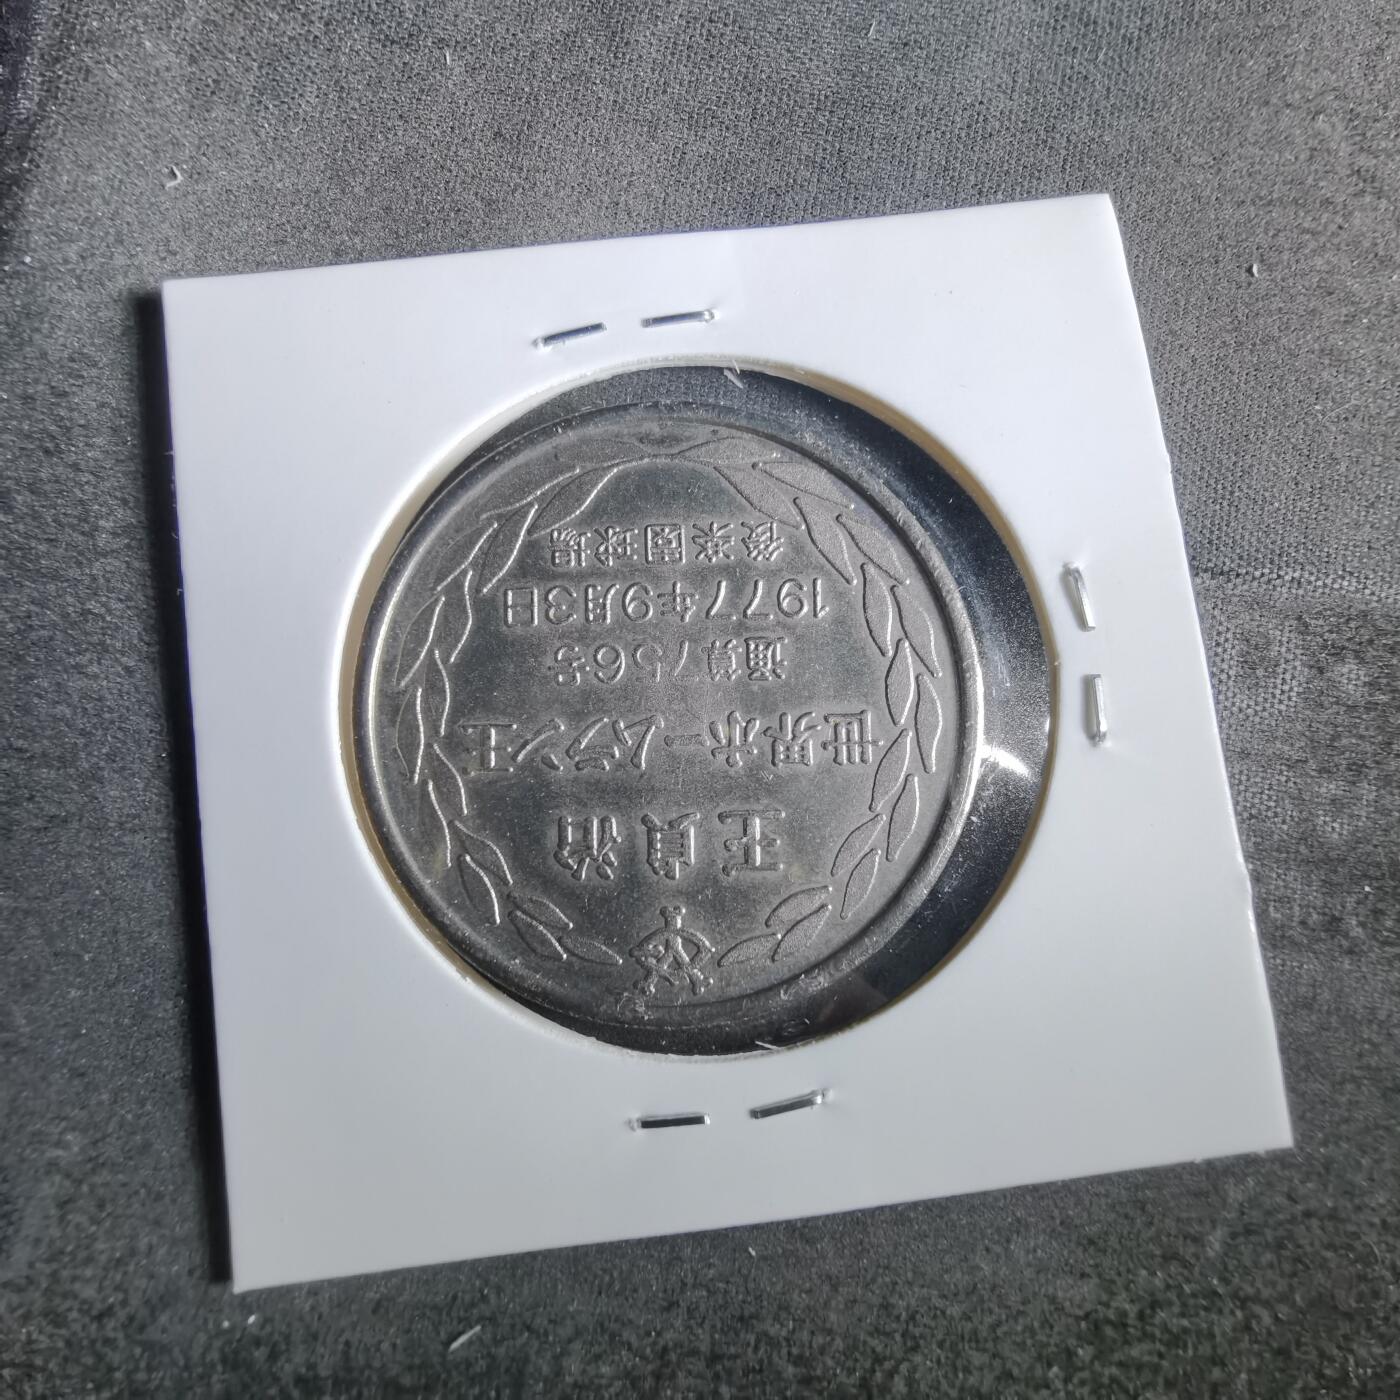 王貞治
世界ホームラン王
通算756号
1977年9月3日
後楽園球場